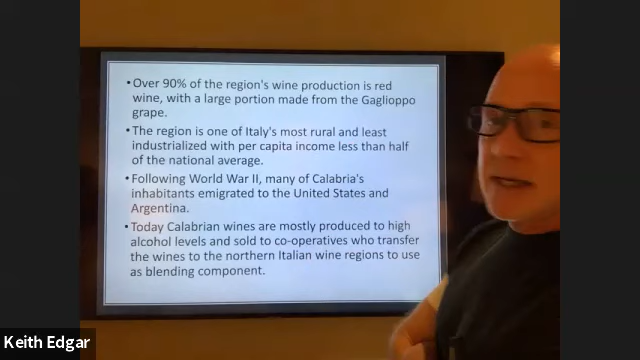 •Over 90% of the region's wine production is red
wine, with a large portion made from the Gaglioppo
grape.
•The region is one of Italy's most rural and least
industrialized with per capita income less than half
of the national average.
•Following World War II, many of Calabria's
inhabitants emigrated to the United States and
Argentina.
•Today Calabrian wines are mostly produced to high
alcohol levels and sold to co-operatives who transfer
the wines to the northern Italian wine regions to use
as blending component.
Keith Edgar